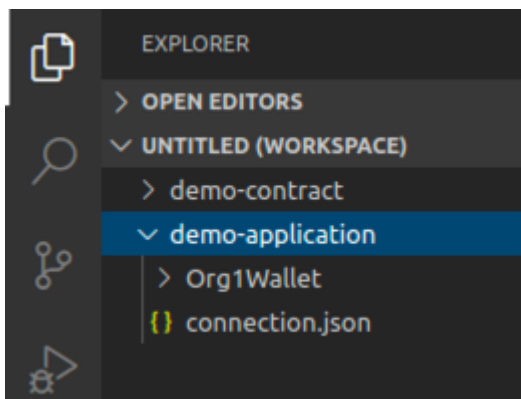 EXPLORER
OPEN EDITORS
UNTITLED (WORKSPACE)
demo-contract
demo-application
Org1Wallet
{} connection.json